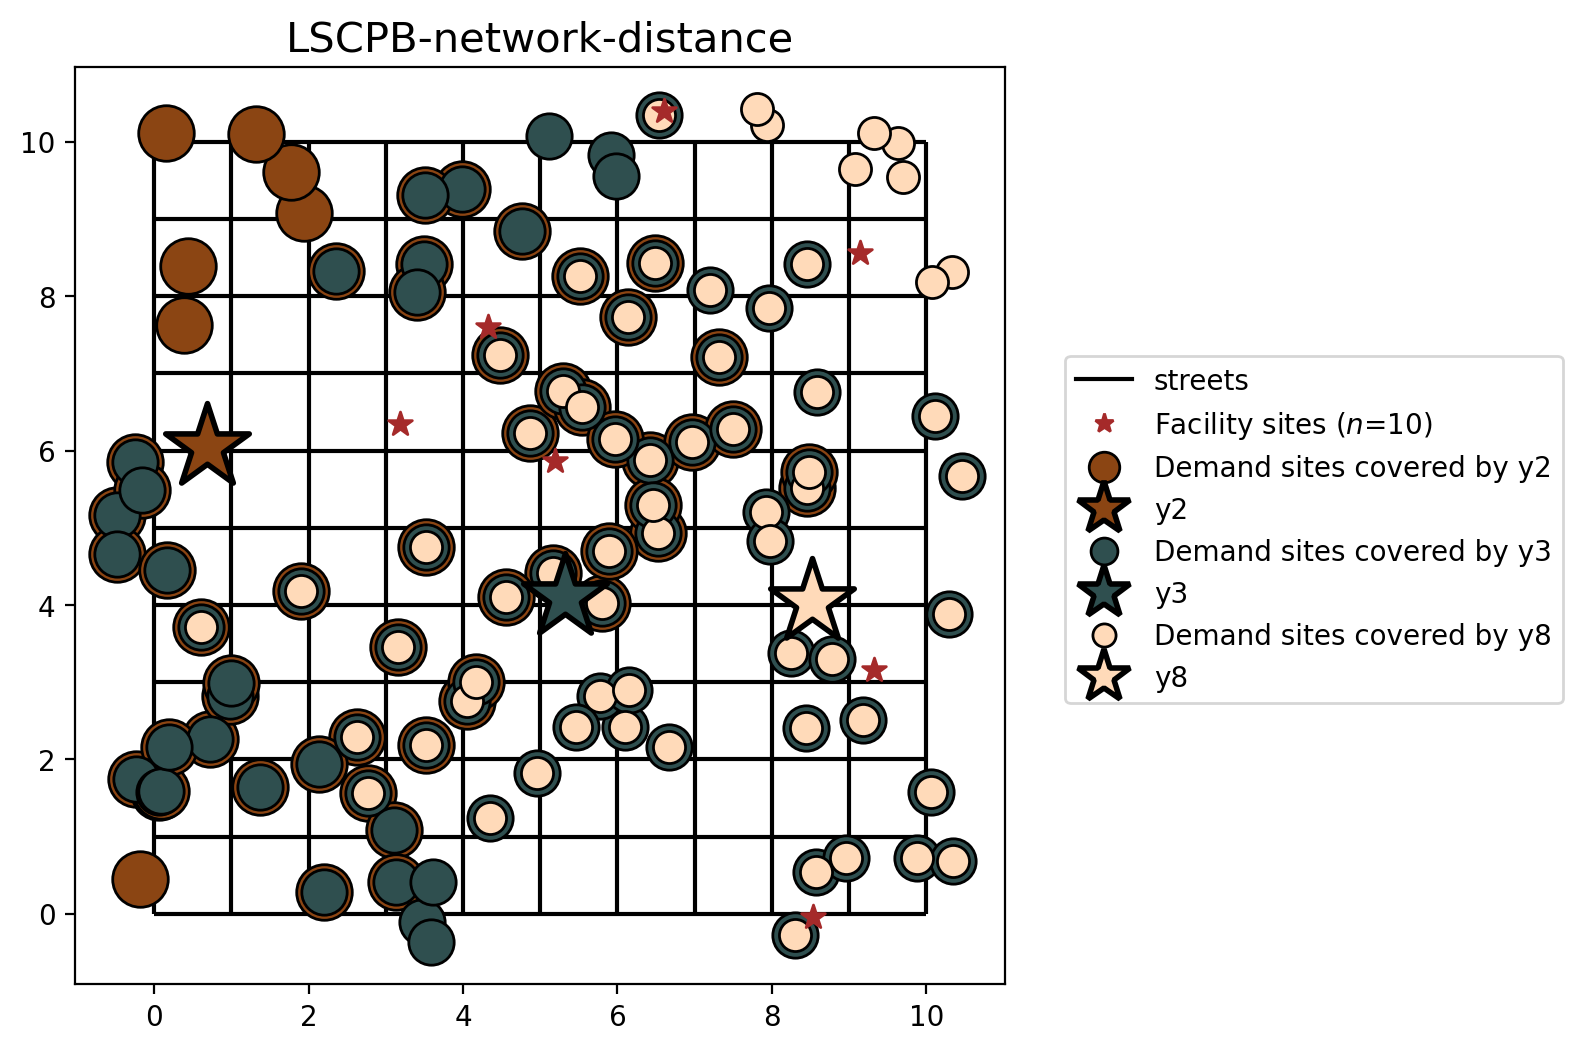 LSCPB-network-distance
10
8
6
4
2
0
0 2 4 6 8 10
streets
Facility sites (n=10)
Demand sites covered by y2
y2
Demand sites covered by y3
y3
Demand sites covered by y8
y8